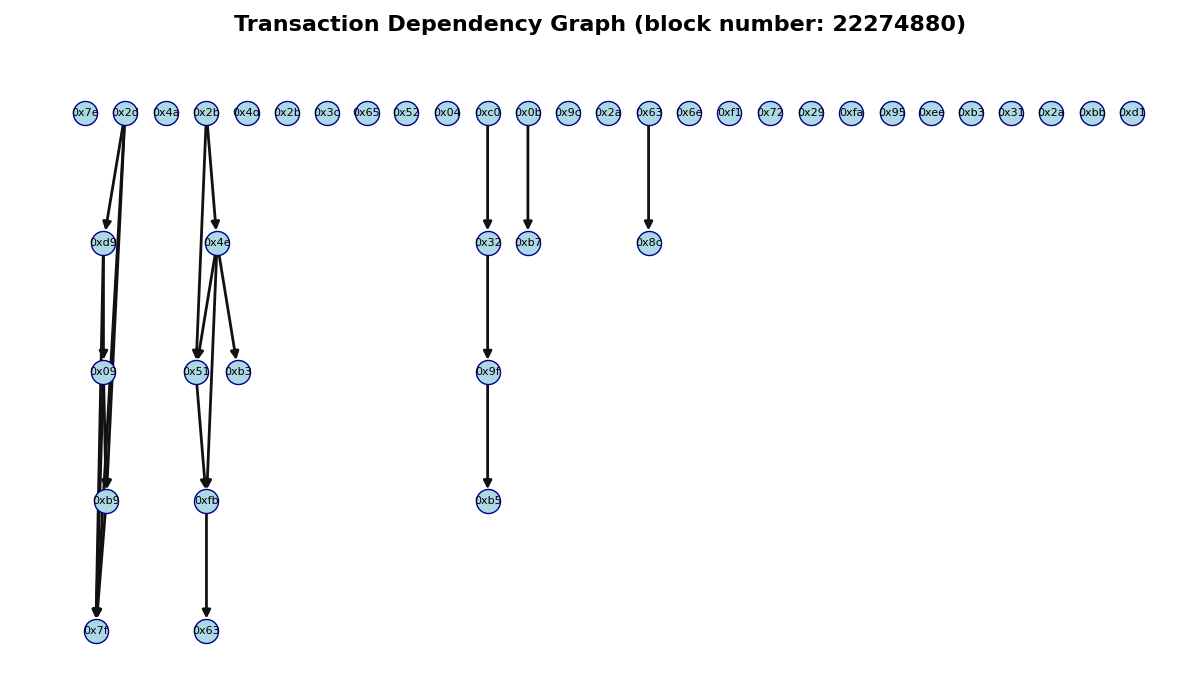 Transaction Dependency Graph (block number: 22274880)
0x7e 0x2d 0x4a 0x2b 0x4d 0x2b 0x3c 0x65 0x52 0x04 0xc0 0x0b 0x9c 0x2a 0x63 0x6e 0xf1 0x72 0x29 0xfa 0x95 0xee 0xb3 0x31 0x2a 0xbb 0xd1
0xd9 0x4e 0x32 0xb7 0x8c
0x09 0x51 0xb3 0x9f
0xb9 0xfb 0xb5
0x7f 0x63